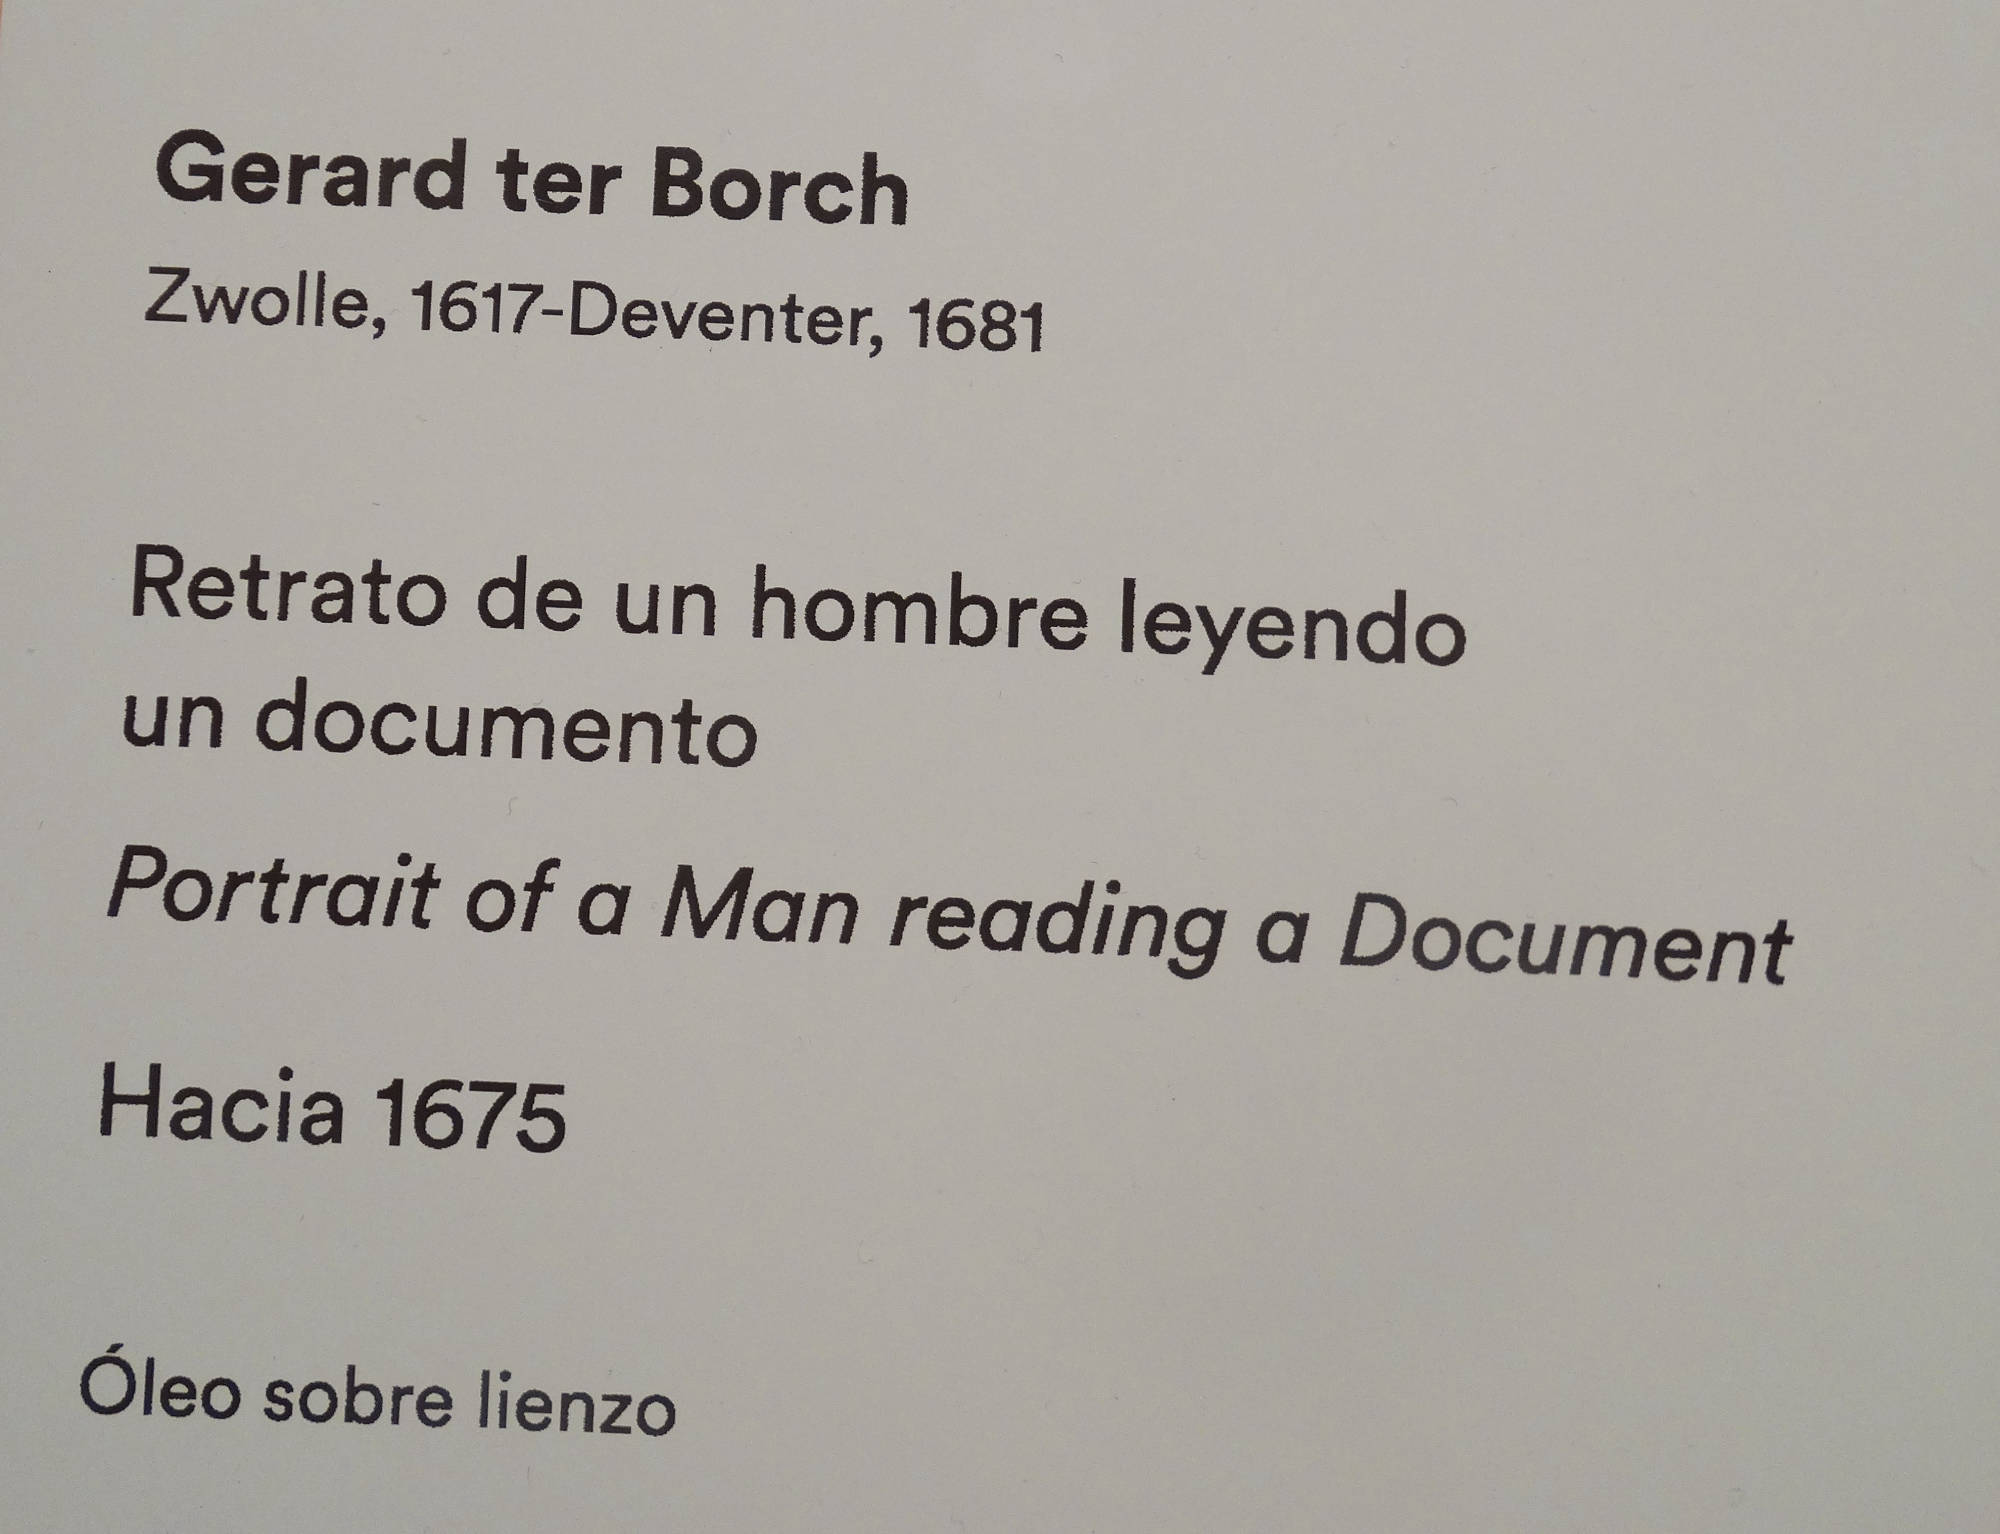 Gerard ter Borch
Zwolle, 1617-Deventer, 1681
Retrato de un hombre leyendo
un documento
Portrait of a Man reading a Document
Hacia 1675
Óleo sobre lienzo